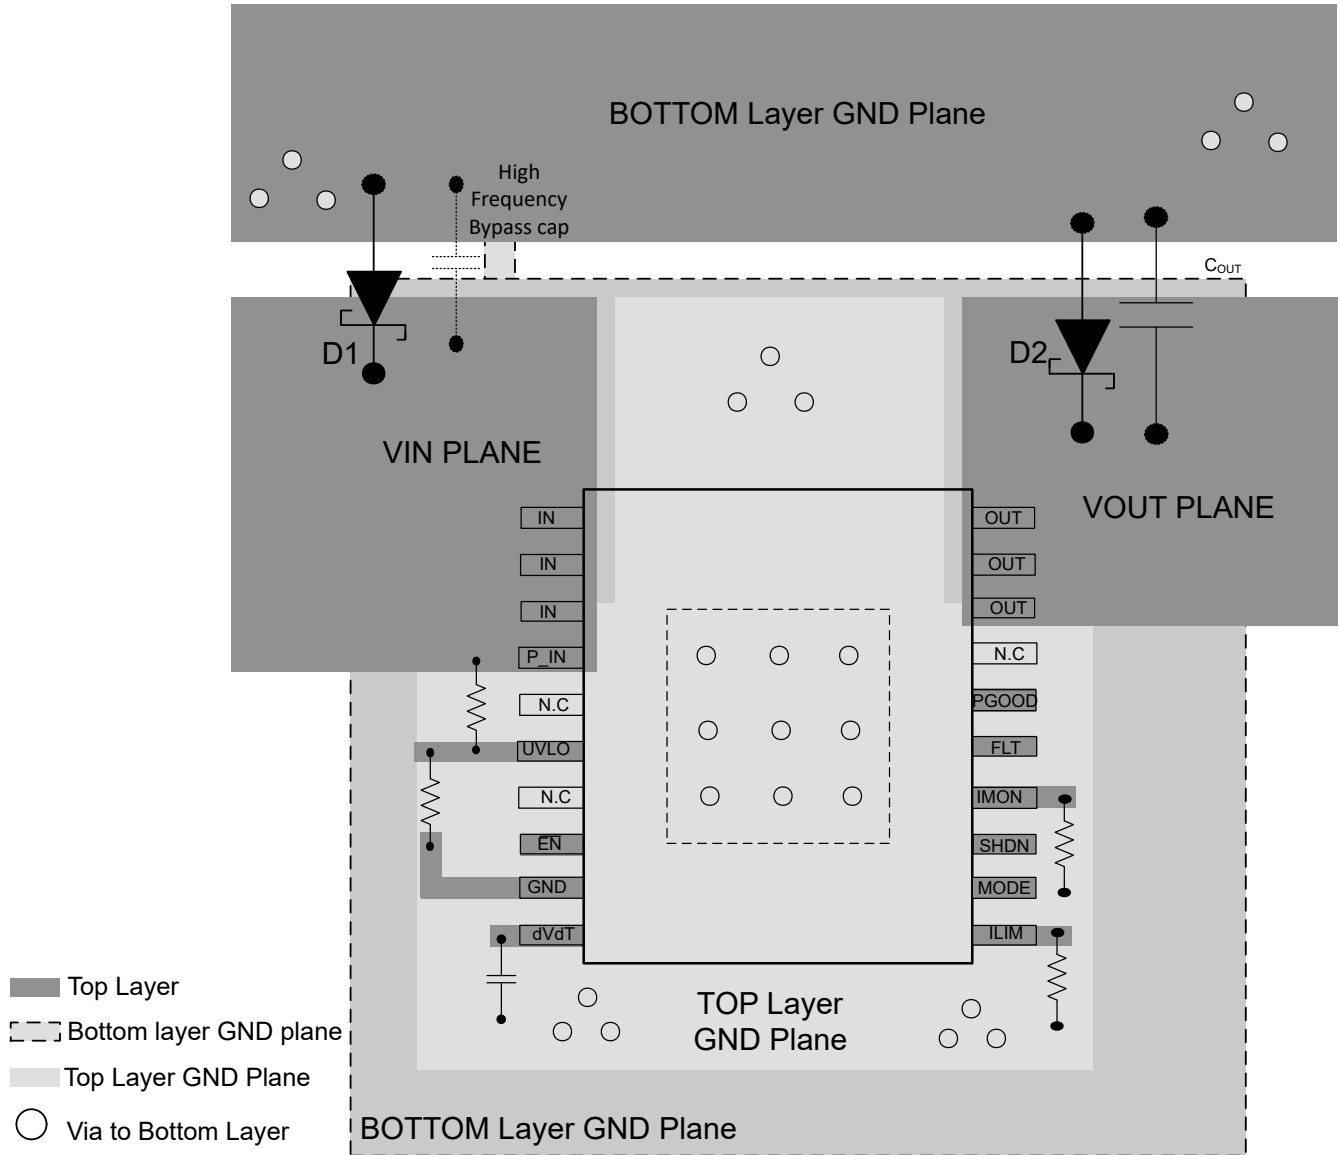 BOTTOM Layer GND Plane
High
Frequency
Bypass cap
COUT
D1
D2
VIN PLANE
VOUT PLANE
IN
OUT
IN
OUT
IN
OUT
P_IN
N.C
N.C
PGOOD
UVLO
FLT
N.C
IMON
EN
SHDN
GND
MODE
dVdT
ILIM
Top Layer
TOP Layer
GND Plane
Bottom layer GND plane
Top Layer GND Plane
Via to Bottom Layer
BOTTOM Layer GND Plane